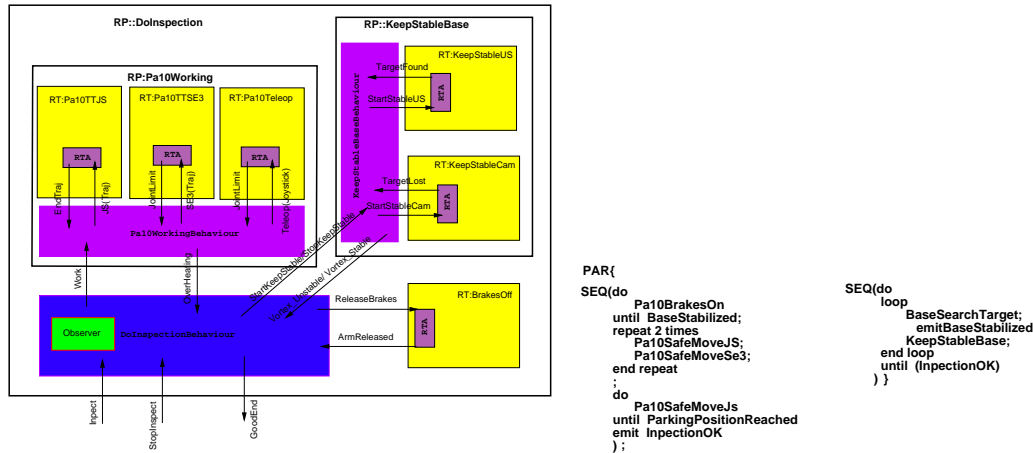 RP::DoInspection
RP::KeepStableBase
RP:Pa10Working
RT:Pa10TTJS
RT:Pa10TTSE3
RT:Pa10Teleop
RTA
RTA
RTA
EndTraj
JS(Traj)
JointLimit
SE3(Traj)
JointLimit
Teleop(Joystick)
Pa10WorkingBehaviour
KeepStableBaseBehaviour
RT:KeepStableUS
TargetFound
StartStableUS
RTA
RT:KeepStableCam
TargetLost
StartStableCam
RTA
Work
OverHeating
StartKeepStable/StopKeepStable
Vortex_Unstable/ Vortex_Stable
Observer
DoInspectionBehaviour
ReleaseBrakes
ArmReleased
RT:BrakesOff
RTA
Inpect
StopInspect
GoodEnd
PAR{
SEQ(do
Pa10BrakesOn
until BaseStabilized;
repeat 2 times
Pa10SafeMoveJS;
Pa10SafeMoveSe3;
end repeat
;
do
Pa10SafeMoveJs
until ParkingPositionReached
emit InpectionOK
) ;
SEQ(do
loop
BaseSearchTarget;
emitBaseStabilized
KeepStableBase;
end loop
until (InpectionOK)
) }